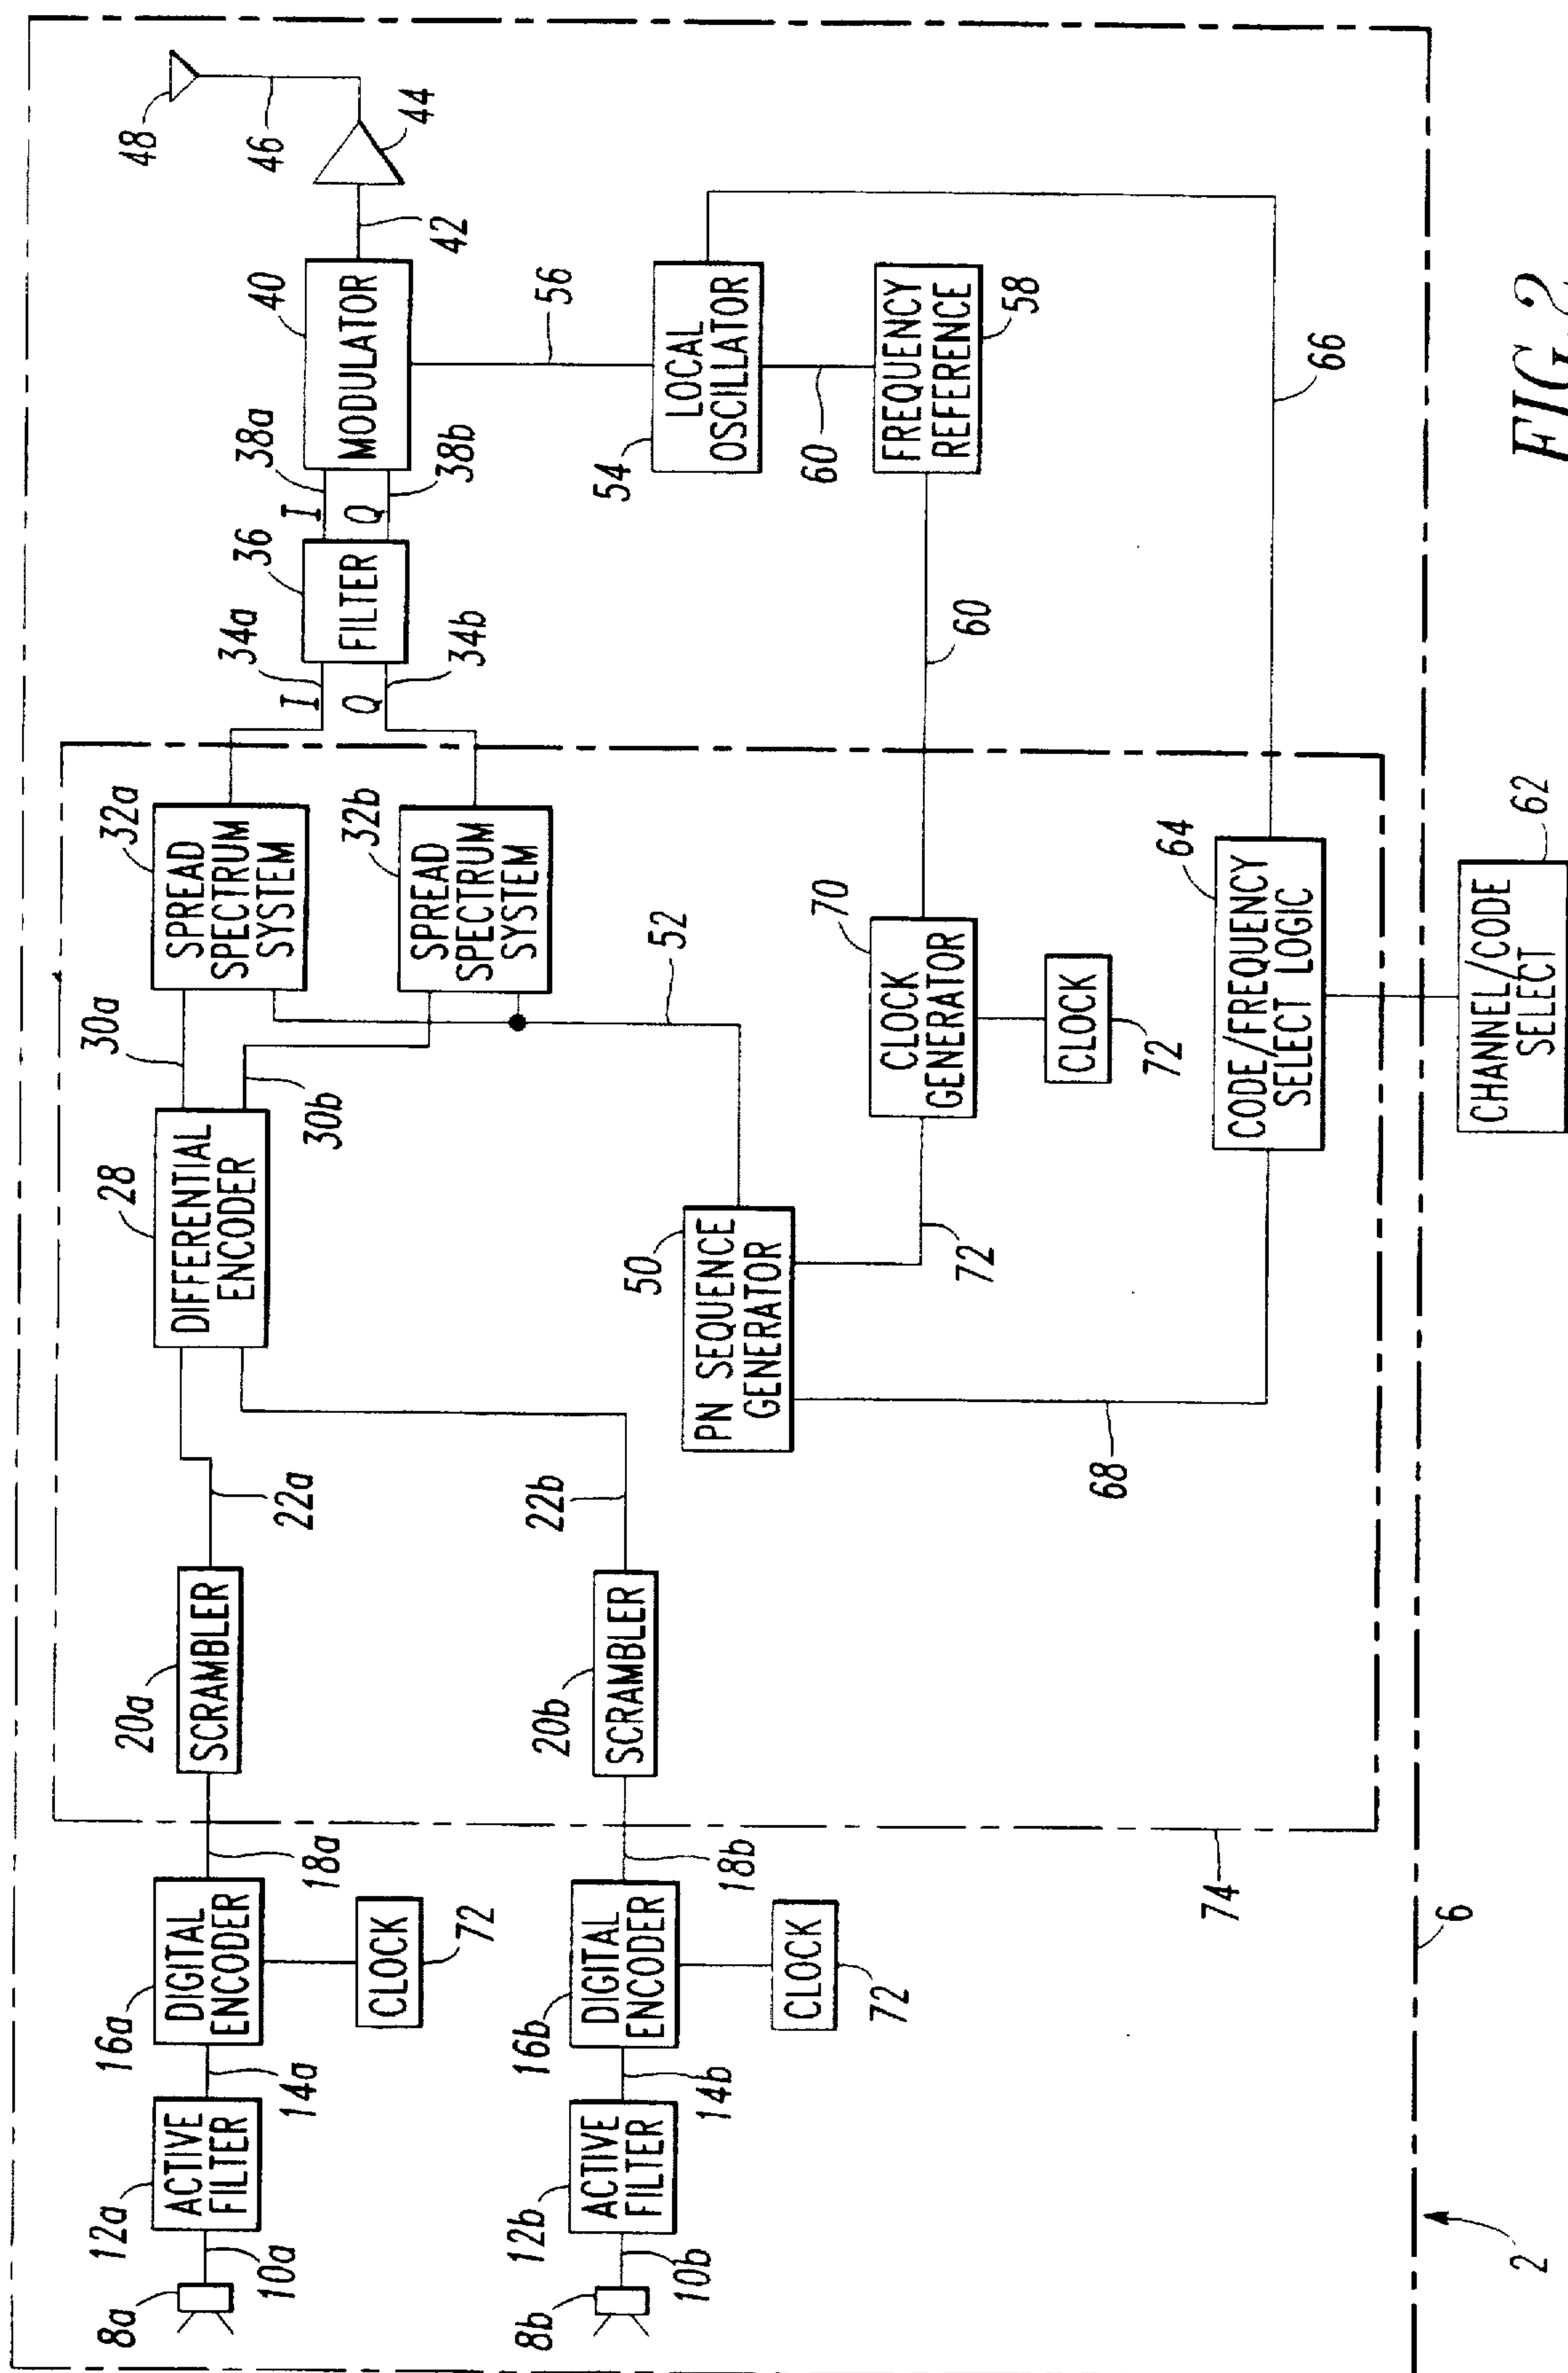 8a
10a
12a
ACTIVE
FILTER
14a
16a
DIGITAL
ENCODER
18a
CLOCK
72
20a
SCRAMBLER
22a
28
DIFFERENTIAL
ENCODER
30a
30b
32a
SPREAD
SPECTRUM
SYSTEM
32b
SPREAD
SPECTRUM
SYSTEM
34a
I
Q
34b
36
FILTER
38a
I
Q
38b
40
MODULATOR
42
44
46
48
8b
10b
12b
ACTIVE
FILTER
14b
16b
DIGITAL
ENCODER
18b
CLOCK
72
20b
SCRAMBLER
22b
50
PN SEQUENCE
GENERATOR
52
54
LOCAL
OSCILLATOR
56
60
FREQUENCY
REFERENCE
58
60
70
CLOCK
GENERATOR
72
CLOCK
72
64
CODE/FREQUENCY
SELECT LOGIC
66
68
74
6
2
CHANNEL/CODE
SELECT
62
FIG.2